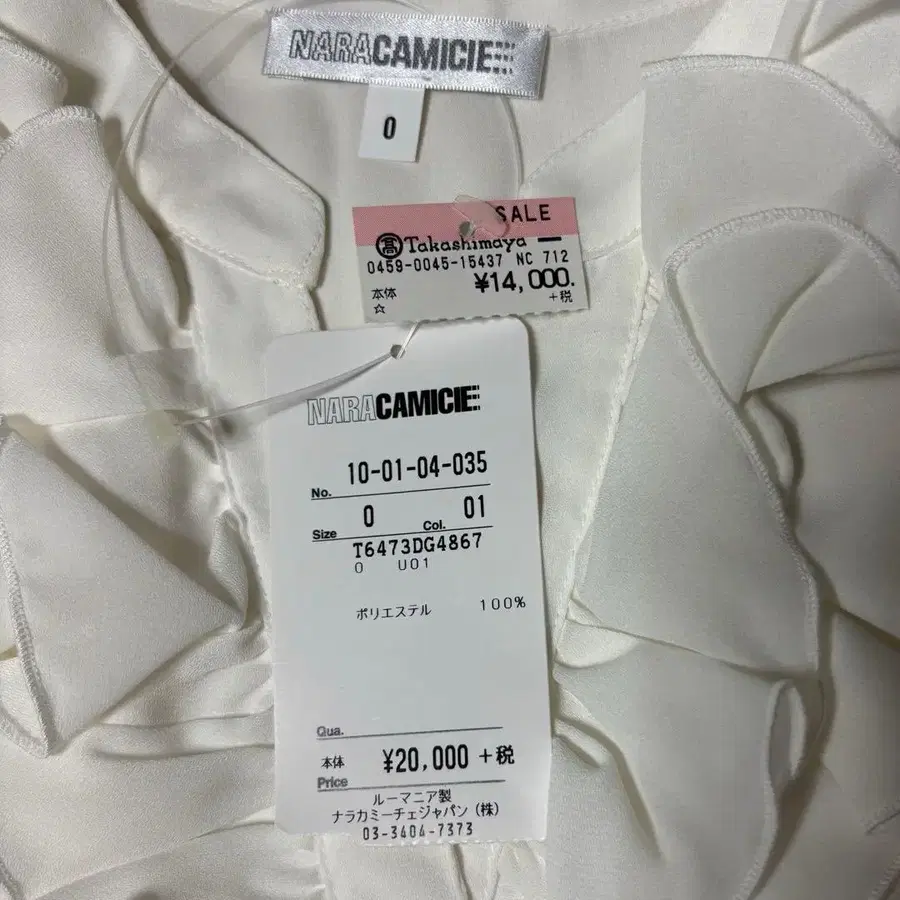 NARACAMICIE
0
SALE
高 Takashimaya
0459-0045-15437 NC 712
¥14,000.
本体
+税
☆
NARACAMICIE
No. 10-01-04-035
Size 0 Col. 01
T6473DG4867
0 U01
ポリエステル 100%
Qua.
本体 ¥20,000 +税
Price
ルーマニア製
ナラカミーチェジャパン (株)
03-3404-7373